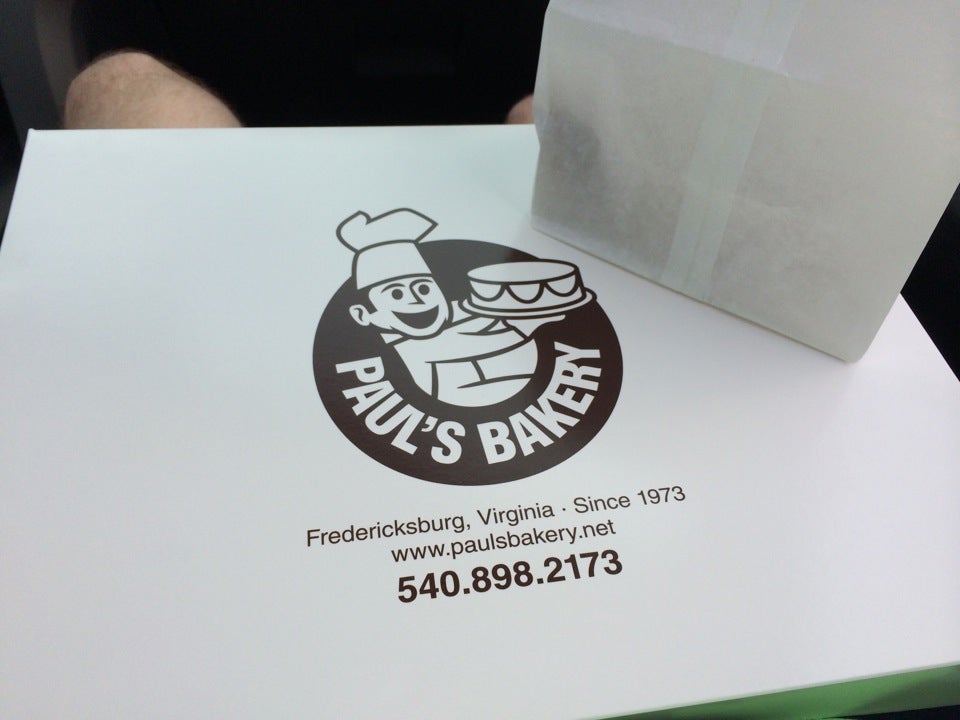 PAUL'S BAKERY
Fredericksburg, Virginia · Since 1973
www.paulsbakery.net
540.898.2173